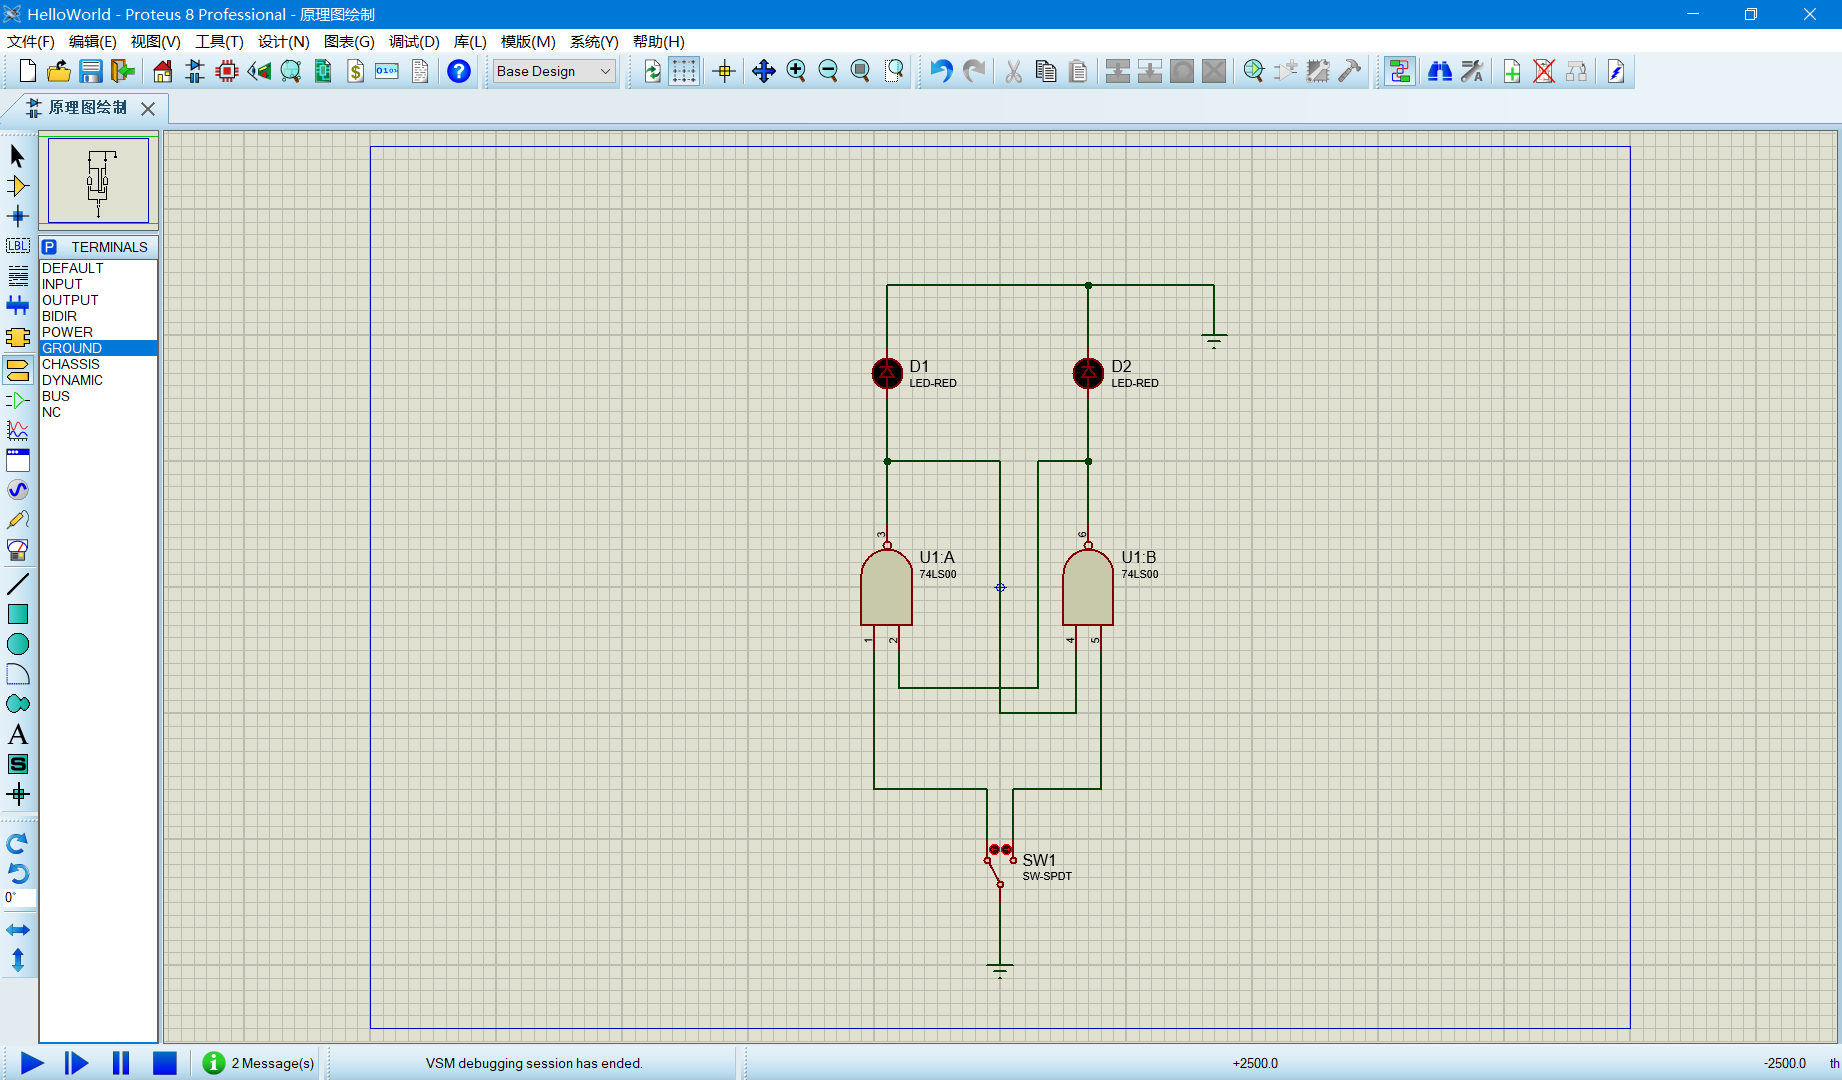 HelloWorld - Proteus 8 Professional - 原理图绘制
文件(F) 编辑(E) 视图(V) 工具(T) 设计(N) 图表(G) 调试(D) 库(L) 模版(M) 系统(Y) 帮助(H)
Base Design
原理图绘制
LBL
P TERMINALS
DEFAULT
INPUT
OUTPUT
BIDIR
POWER
GROUND
CHASSIS
DYNAMIC
BUS
NC
A
S
0°
D1
LED-RED
D2
LED-RED
3
U1:A
74LS00
6
U1:B
74LS00
1
2
4
5
SW1
SW-SPDT
2 Message(s)
VSM debugging session has ended.
+2500.0
-2500.0
th